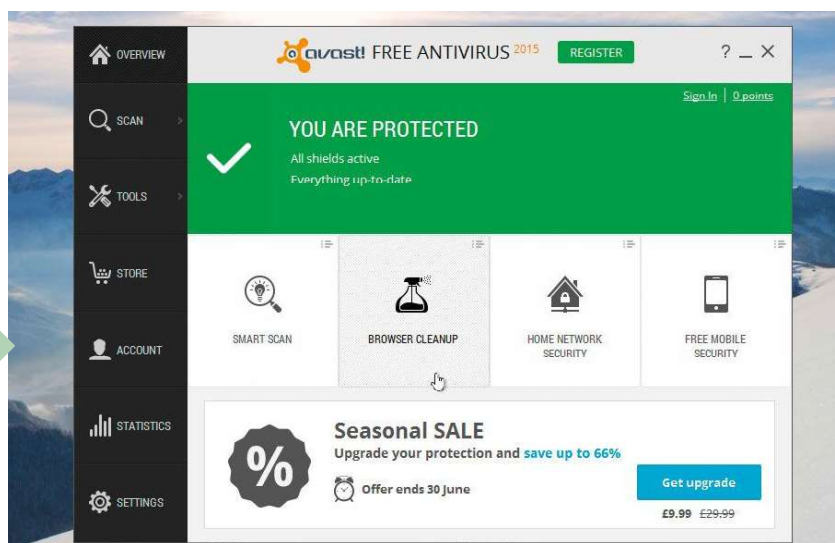 OVERVIEW
avast! FREE ANTIVIRUS 2015 REGISTER ? _ X
Sign In | 0 points
SCAN
YOU ARE PROTECTED
All shields active
Everything up-to-date
TOOLS
STORE
SMART SCAN
BROWSER CLEANUP
HOME NETWORK
SECURITY
FREE MOBILE
SECURITY
ACCOUNT
STATISTICS
Seasonal SALE
Upgrade your protection and save up to 66%
%
Offer ends 30 June
Get upgrade
£9.99 £29.99
SETTINGS